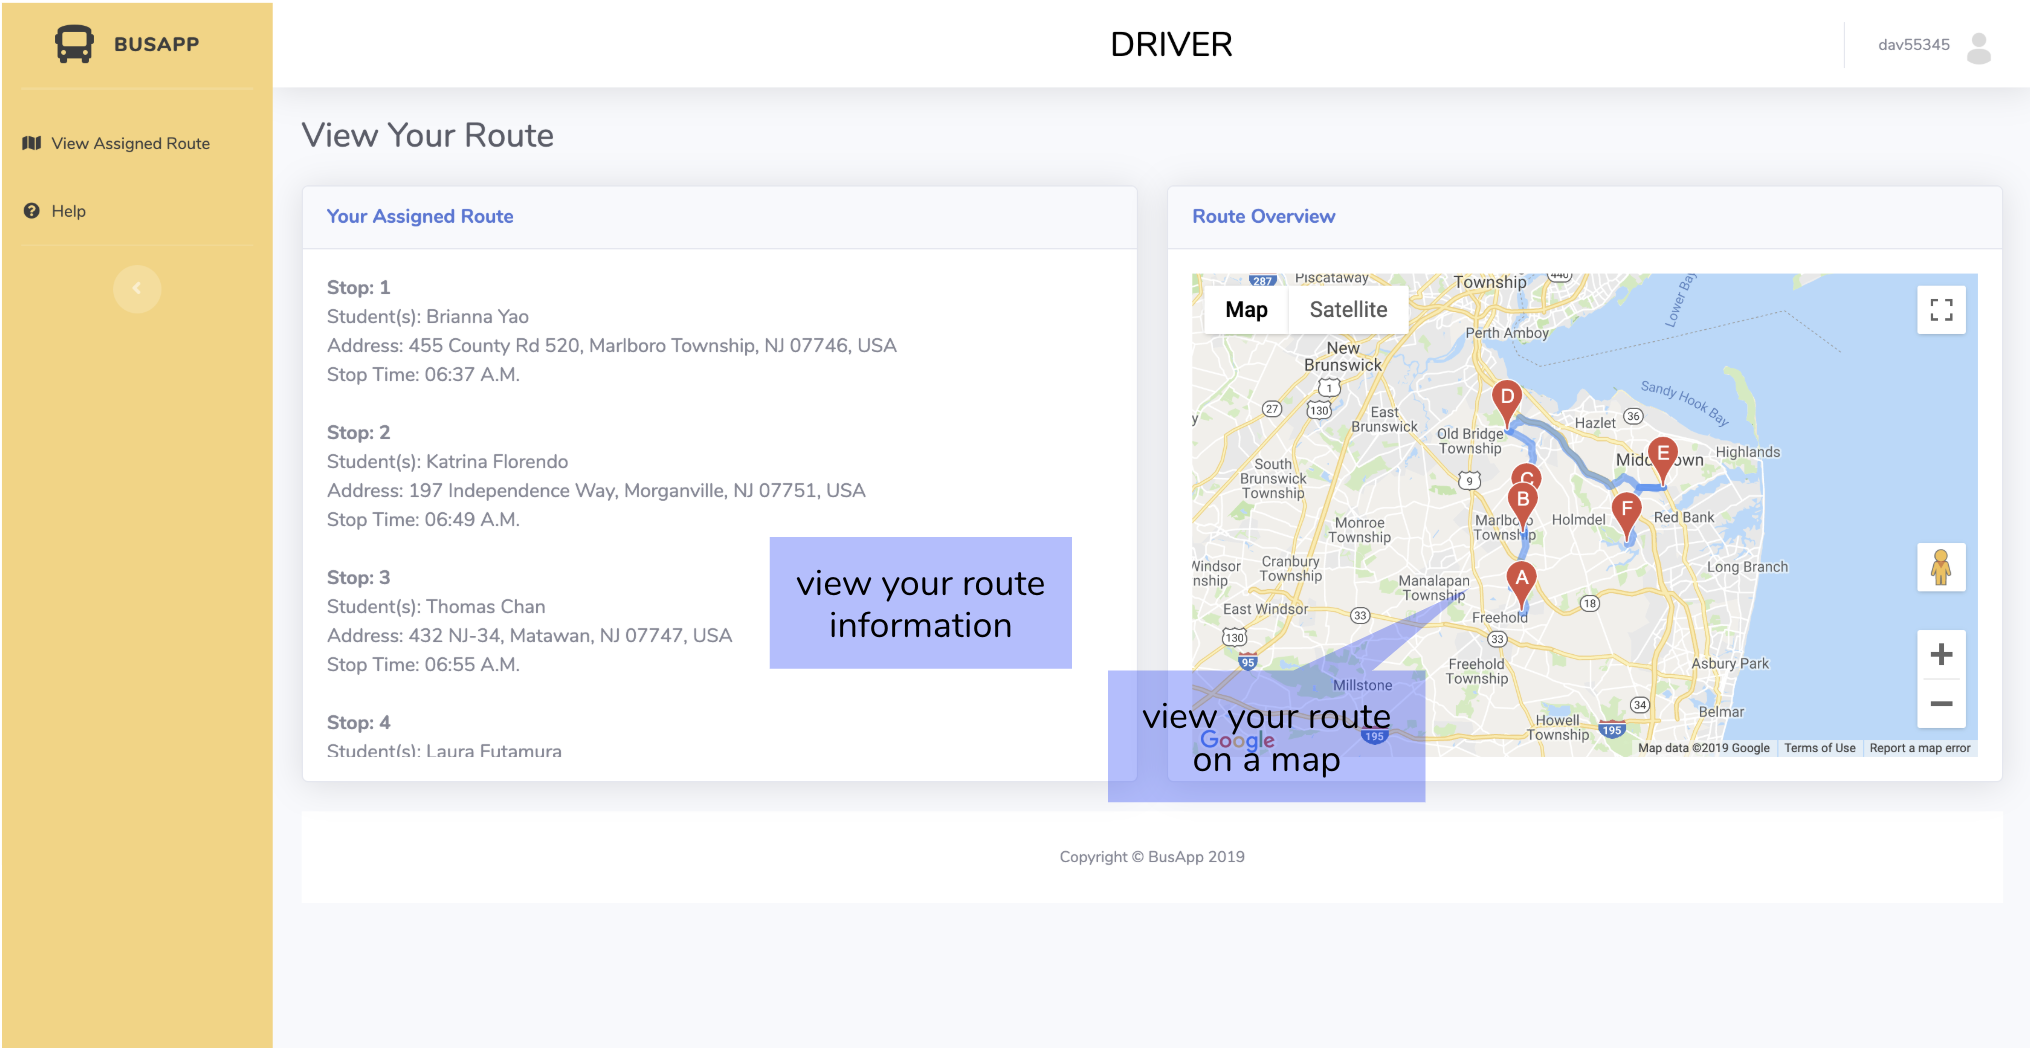 BUSAPP
DRIVER
dav55345
View Assigned Route
Help
View Your Route
Your Assigned Route
Stop: 1
Student(s): Brianna Yao
Address: 455 County Rd 520, Marlboro Township, NJ 07746, USA
Stop Time: 06:37 A.M.
Stop: 2
Student(s): Katrina Florendo
Address: 197 Independence Way, Morganville, NJ 07751, USA
Stop Time: 06:49 A.M.
Stop: 3
Student(s): Thomas Chan
Address: 432 NJ-34, Matawan, NJ 07747, USA
Stop Time: 06:55 A.M.
Stop: 4
Student(s): Laura Futamura
view your route
information
Route Overview
287
Piscataway
Township
440
Lower Bay
Map
Satellite
Perth Amboy
New
Brunswick
1
27
130
East
Brunswick
Sandy Hook Bay
D
36
Hazlet
Old Bridge
Township
E
Highlands
South
Brunswick
Township
9
C
B
F
Monroe
Township
Township
Holmdel
Red Bank
Cranbury
Township
Manalapan
Township
A
Long Branch
East Windsor
33
18
Freehold
130
33
95
Freehold
Township
Asbury Park
Millstone
34
Belmar
Howell
Township
195
195
view your route
on a map
Google
Map data ©2019 Google
Terms of Use
Report a map error
Copyright © BusApp 2019